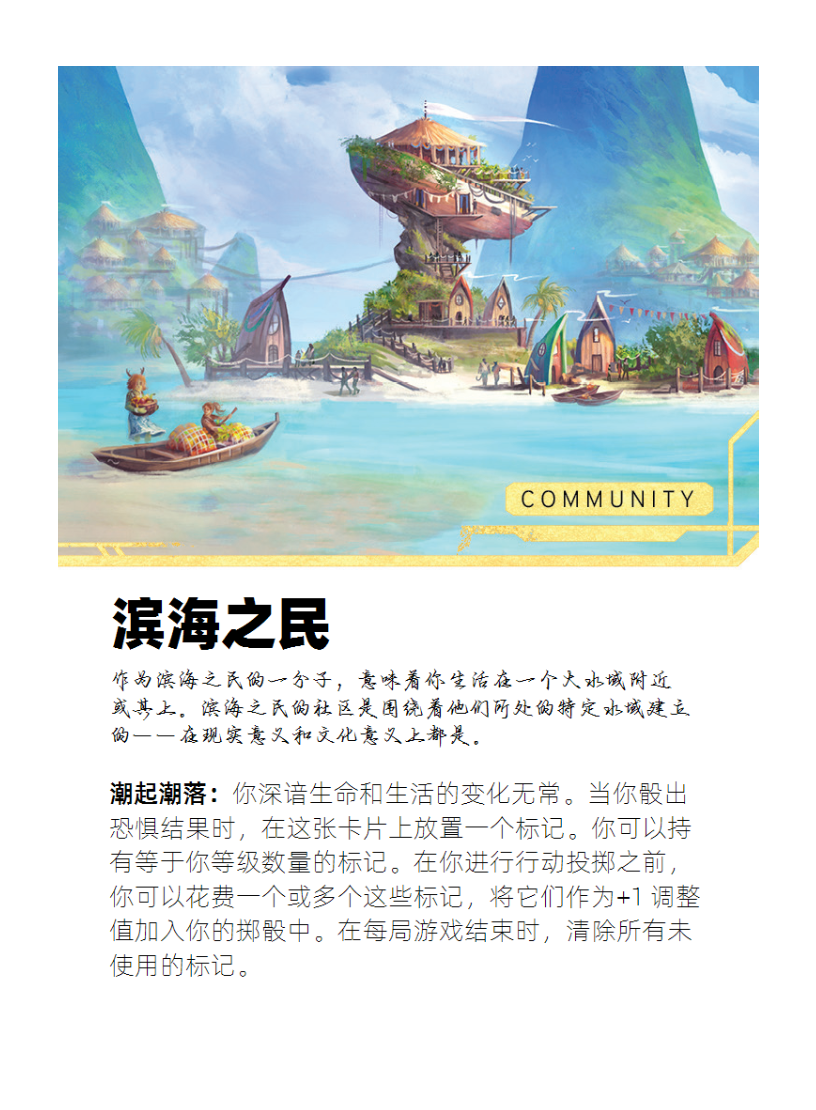 COMMUNITY
滨海之民
作为滨海之民的一分子，意味着你生活在一个大水域附近
或其上。滨海之民的社区是围绕着他们所处的特定水域建立
的——在现实意义和文化意义上都是。
潮起潮落：你深谙生命和生活的变化无常。当你骰出
恐惧结果时，在这张卡片上放置一个标记。你可以持
有等于你等级数量的标记。在你进行行动投掷之前，
你可以花费一个或多个这些标记，将它们作为+1 调整
值加入你的掷骰中。在每局游戏结束时，清除所有未
使用的标记。